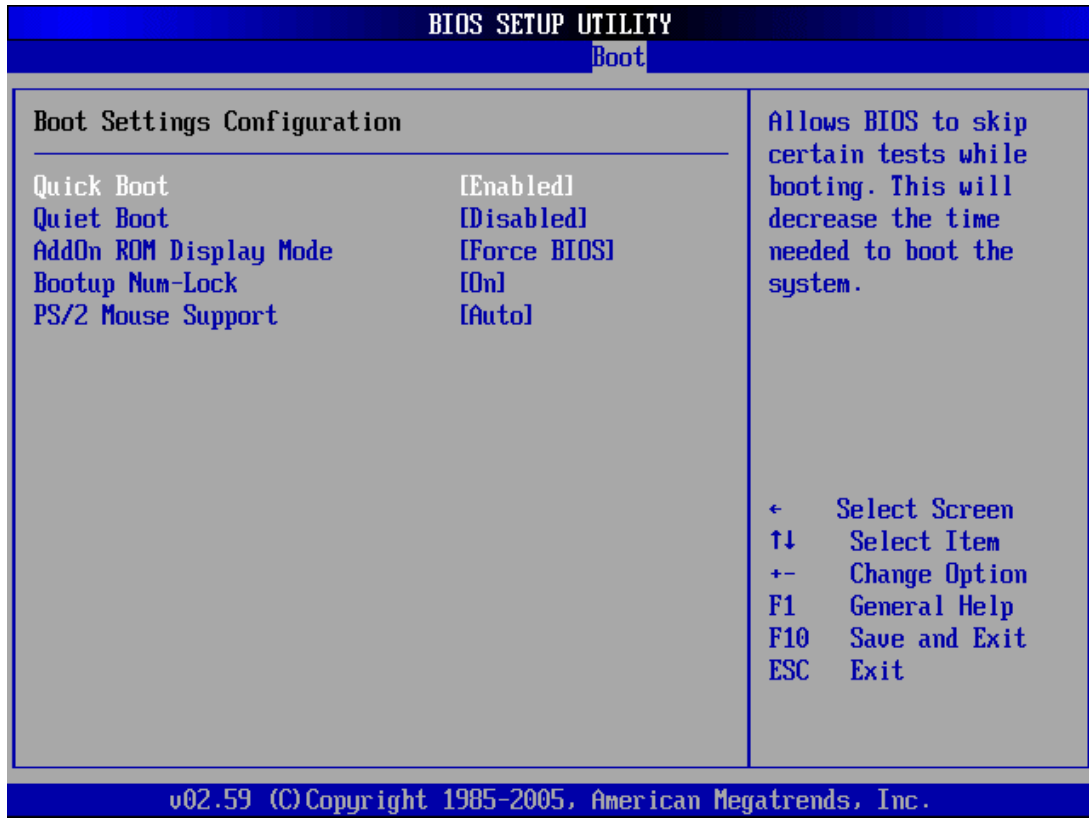 BIOS SETUP UTILITY
Boot
Boot Settings Configuration
Quick Boot [Enabled]
Quiet Boot [Disabled]
AddOn ROM Display Mode [Force BIOS]
Bootup Num-Lock [On]
PS/2 Mouse Support [Auto]
Allows BIOS to skip
certain tests while
booting. This will
decrease the time
needed to boot the
system.
← Select Screen
↑↓ Select Item
+- Change Option
F1 General Help
F10 Save and Exit
ESC Exit
v02.59 (C)Copyright 1985-2005, American Megatrends, Inc.